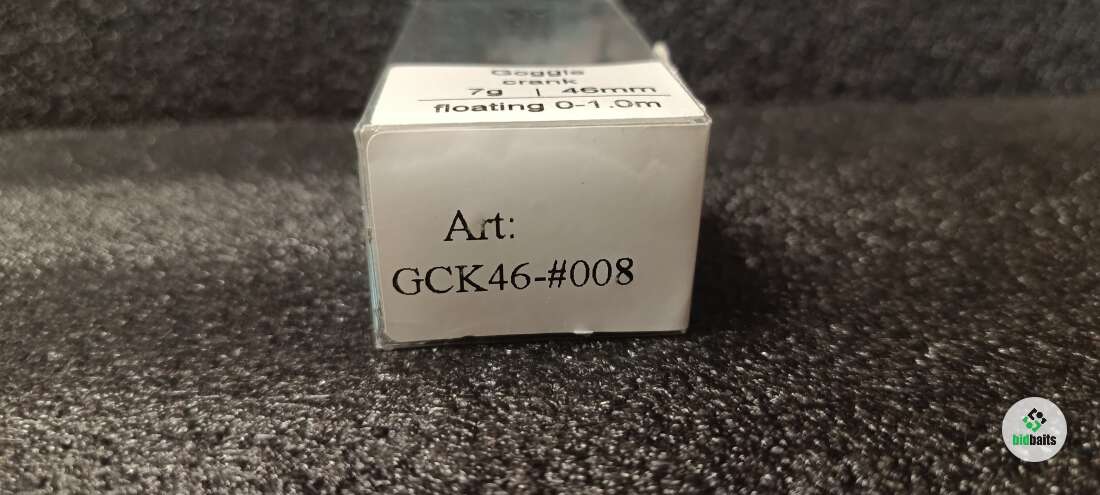 Goggle
crank
7g | 46mm
floating 0-1.0m
Art:
GCK46-#008
bidbaits